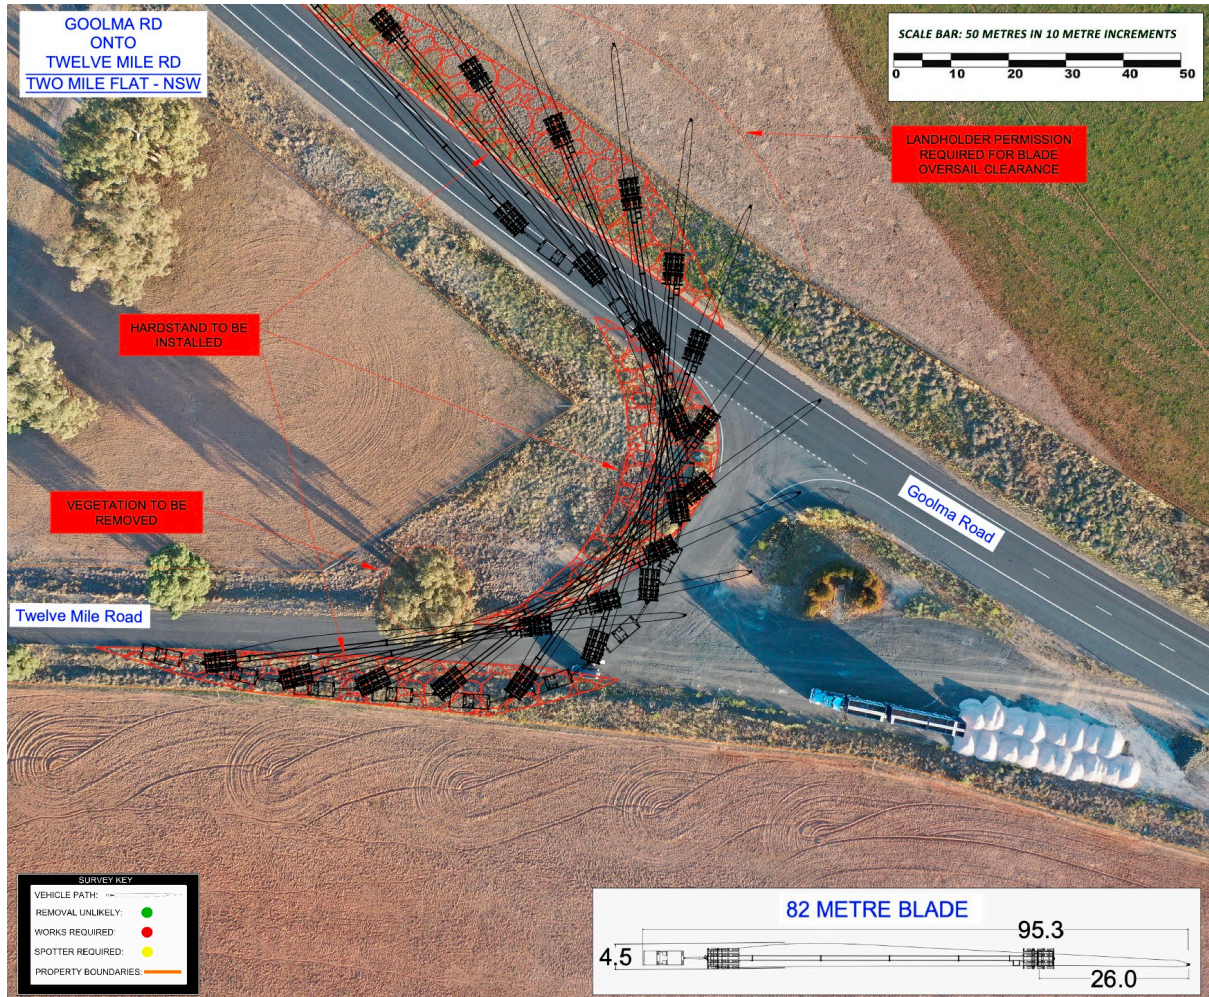 GOOLMA RD
ONTO
TWELVE MILE RD
TWO MILE FLAT - NSW
SCALE BAR: 50 METRES IN 10 METRE INCREMENTS
0 10 20 30 40 50
LANDHOLDER PERMISSION
REQUIRED FOR BLADE
OVERSAIL CLEARANCE
HARDSTAND TO BE
INSTALLED
VEGETATION TO BE
REMOVED
Goolma Road
Twelve Mile Road
SURVEY KEY
VEHICLE PATH:
REMOVAL UNLIKELY:
WORKS REQUIRED:
SPOTTER REQUIRED:
PROPERTY BOUNDARIES:
82 METRE BLADE
95.3
4.5
26.0